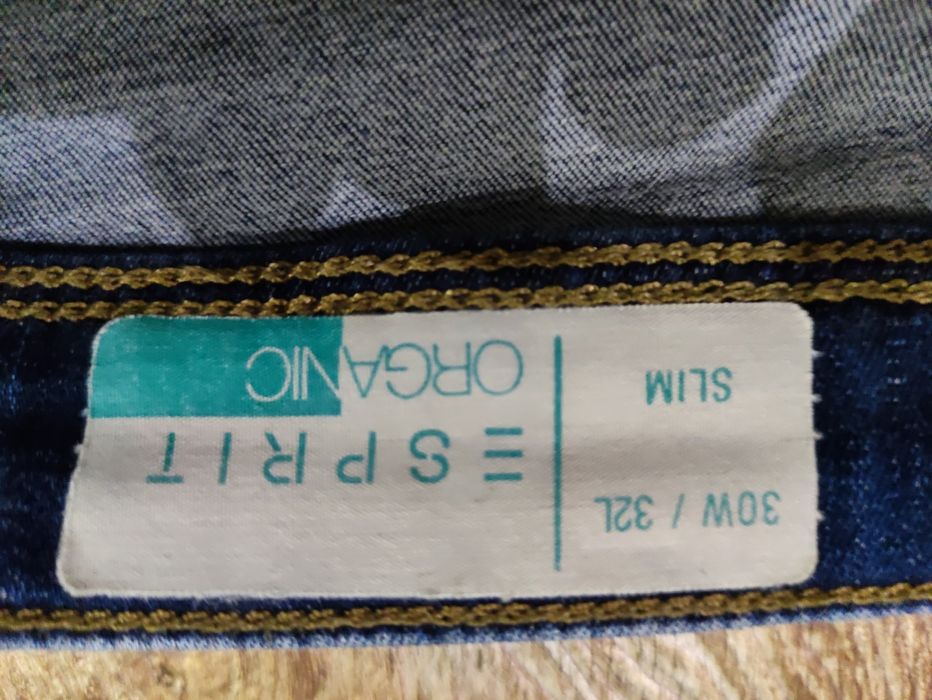 30W / 32L
SLIM
ESPRIT
ORGANIC